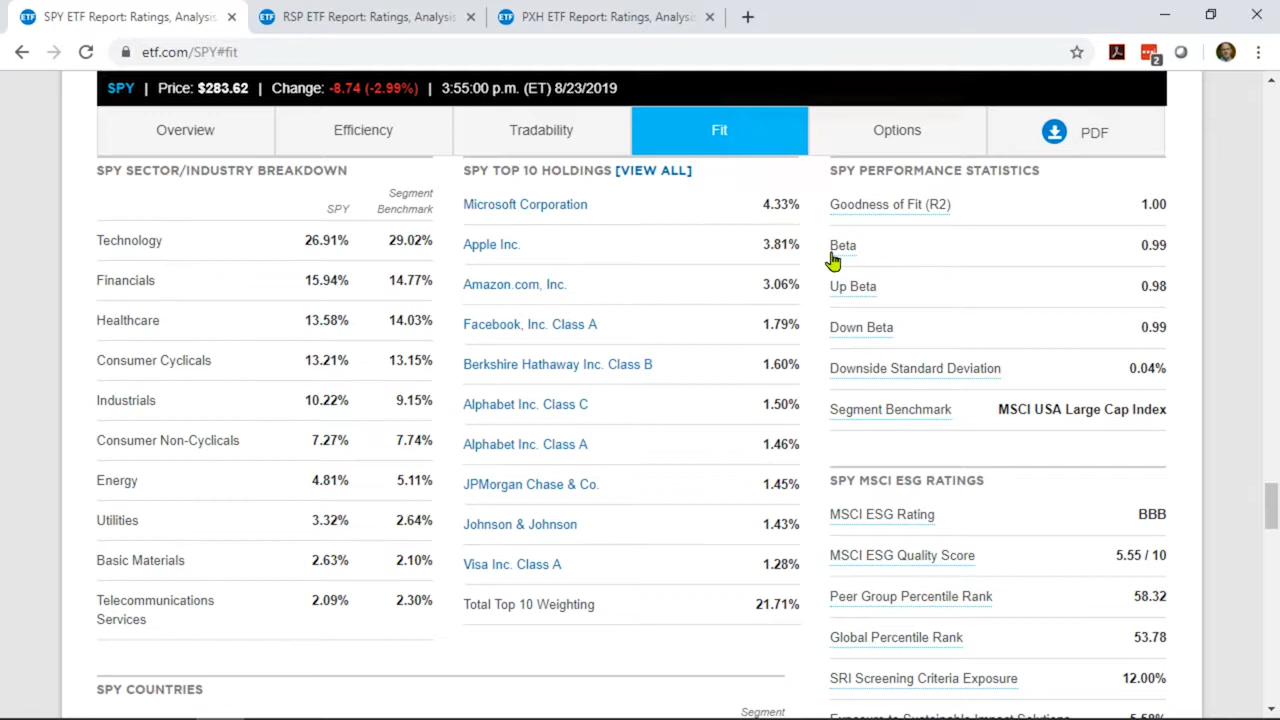 SPY ETF Report: Ratings, Analysis
RSP ETF Report: Ratings, Analysis
PXH ETF Report: Ratings, Analysis
etf.com/SPY#fit
2
SPY | Price: $283.62 | Change: -8.74 (-2.99%) | 3:55:00 p.m. (ET) 8/23/2019
Overview
Efficiency
Tradability
Fit
Options
PDF
SPY SECTOR/INDUSTRY BREAKDOWN
SPY Segment Benchmark
Technology 26.91% 29.02%
Financials 15.94% 14.77%
Healthcare 13.58% 14.03%
Consumer Cyclicals 13.21% 13.15%
Industrials 10.22% 9.15%
Consumer Non-Cyclicals 7.27% 7.74%
Energy 4.81% 5.11%
Utilities 3.32% 2.64%
Basic Materials 2.63% 2.10%
Telecommunications Services 2.09% 2.30%
SPY TOP 10 HOLDINGS [VIEW ALL]
Microsoft Corporation 4.33%
Apple Inc. 3.81%
Amazon.com, Inc. 3.06%
Facebook, Inc. Class A 1.79%
Berkshire Hathaway Inc. Class B 1.60%
Alphabet Inc. Class C 1.50%
Alphabet Inc. Class A 1.46%
JPMorgan Chase & Co. 1.45%
Johnson & Johnson 1.43%
Visa Inc. Class A 1.28%
Total Top 10 Weighting 21.71%
SPY PERFORMANCE STATISTICS
Goodness of Fit (R2) 1.00
Beta 0.99
Up Beta 0.98
Down Beta 0.99
Downside Standard Deviation 0.04%
Segment Benchmark MSCI USA Large Cap Index
SPY MSCI ESG RATINGS
MSCI ESG Rating BBB
MSCI ESG Quality Score 5.55 / 10
Peer Group Percentile Rank 58.32
Global Percentile Rank 53.78
SRI Screening Criteria Exposure 12.00%
Exposure to Sustainable Impact Solutions 5.58%
SPY COUNTRIES
Segment